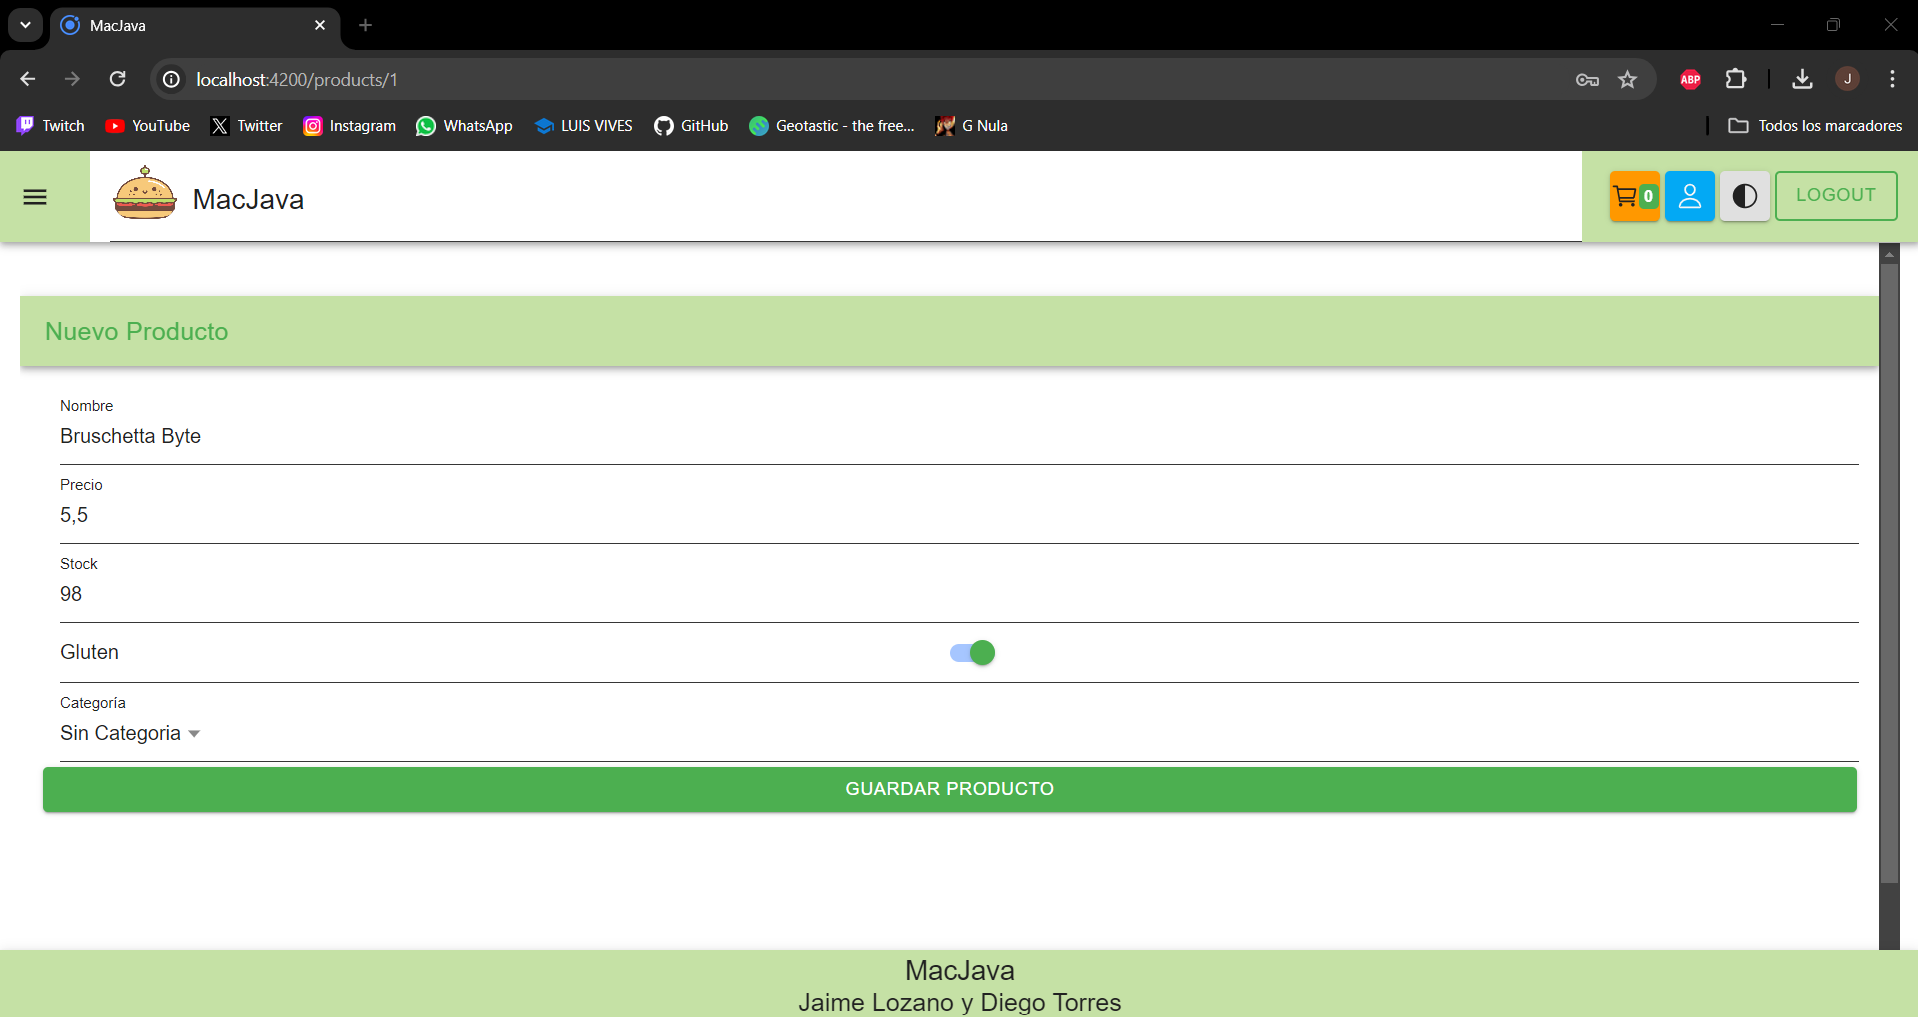 MacJava
localhost:4200/products/1
ABP
J
Twitch
YouTube
Twitter
Instagram
WhatsApp
LUIS VIVES
GitHub
Geotastic - the free...
G Nula
Todos los marcadores
MacJava
0
LOGOUT
Nuevo Producto
Nombre
Bruschetta Byte
Precio
5,5
Stock
98
Gluten
Categoría
Sin Categoria
GUARDAR PRODUCTO
MacJava
Jaime Lozano y Diego Torres